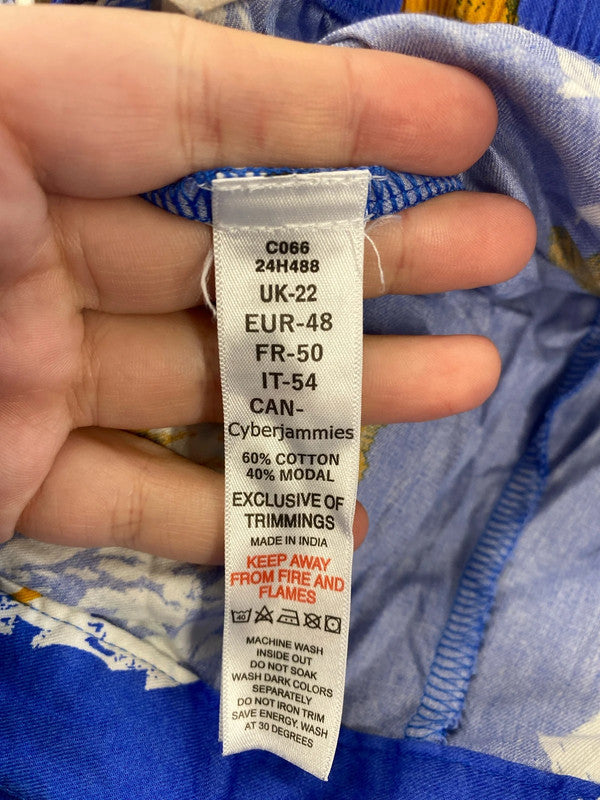 C066
24H488
UK-22
EUR-48
FR-50
IT-54
CAN-
Cyberjammies
60% COTTON
40% MODAL
EXCLUSIVE OF
TRIMMINGS
MADE IN INDIA
KEEP AWAY
FROM FIRE AND
FLAMES
40
MACHINE WASH
INSIDE OUT
DO NOT SOAK
WASH DARK COLORS
SEPARATELY
DO NOT IRON TRIM
SAVE ENERGY, WASH
AT 30 DEGREES